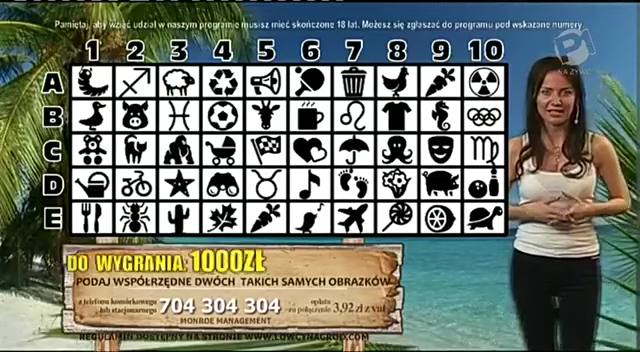 Pamiętaj, aby wziąć udział w naszym programie musisz mieć skończone 18 lat. Możesz się zgłaszać do programu pod wskazane numery.
1 2 3 4 5 6 7 8 9 10
NA ŻYWO
A
B
C
D
E
DO WYGRANIA: 1000ZŁ
PODAJ WSPÓŁRZĘDNE DWÓCH TAKICH SAMYCH OBRAZKÓW
z telefonu komórkowego lub stacjonarnego 704 304 304 opłata za połączenie 3,92 zł z vat
MONROE MANAGEMENT
REGULAMIN DOSTĘPNY NA STRONIE WWW.LOWCYNAGROD.COM